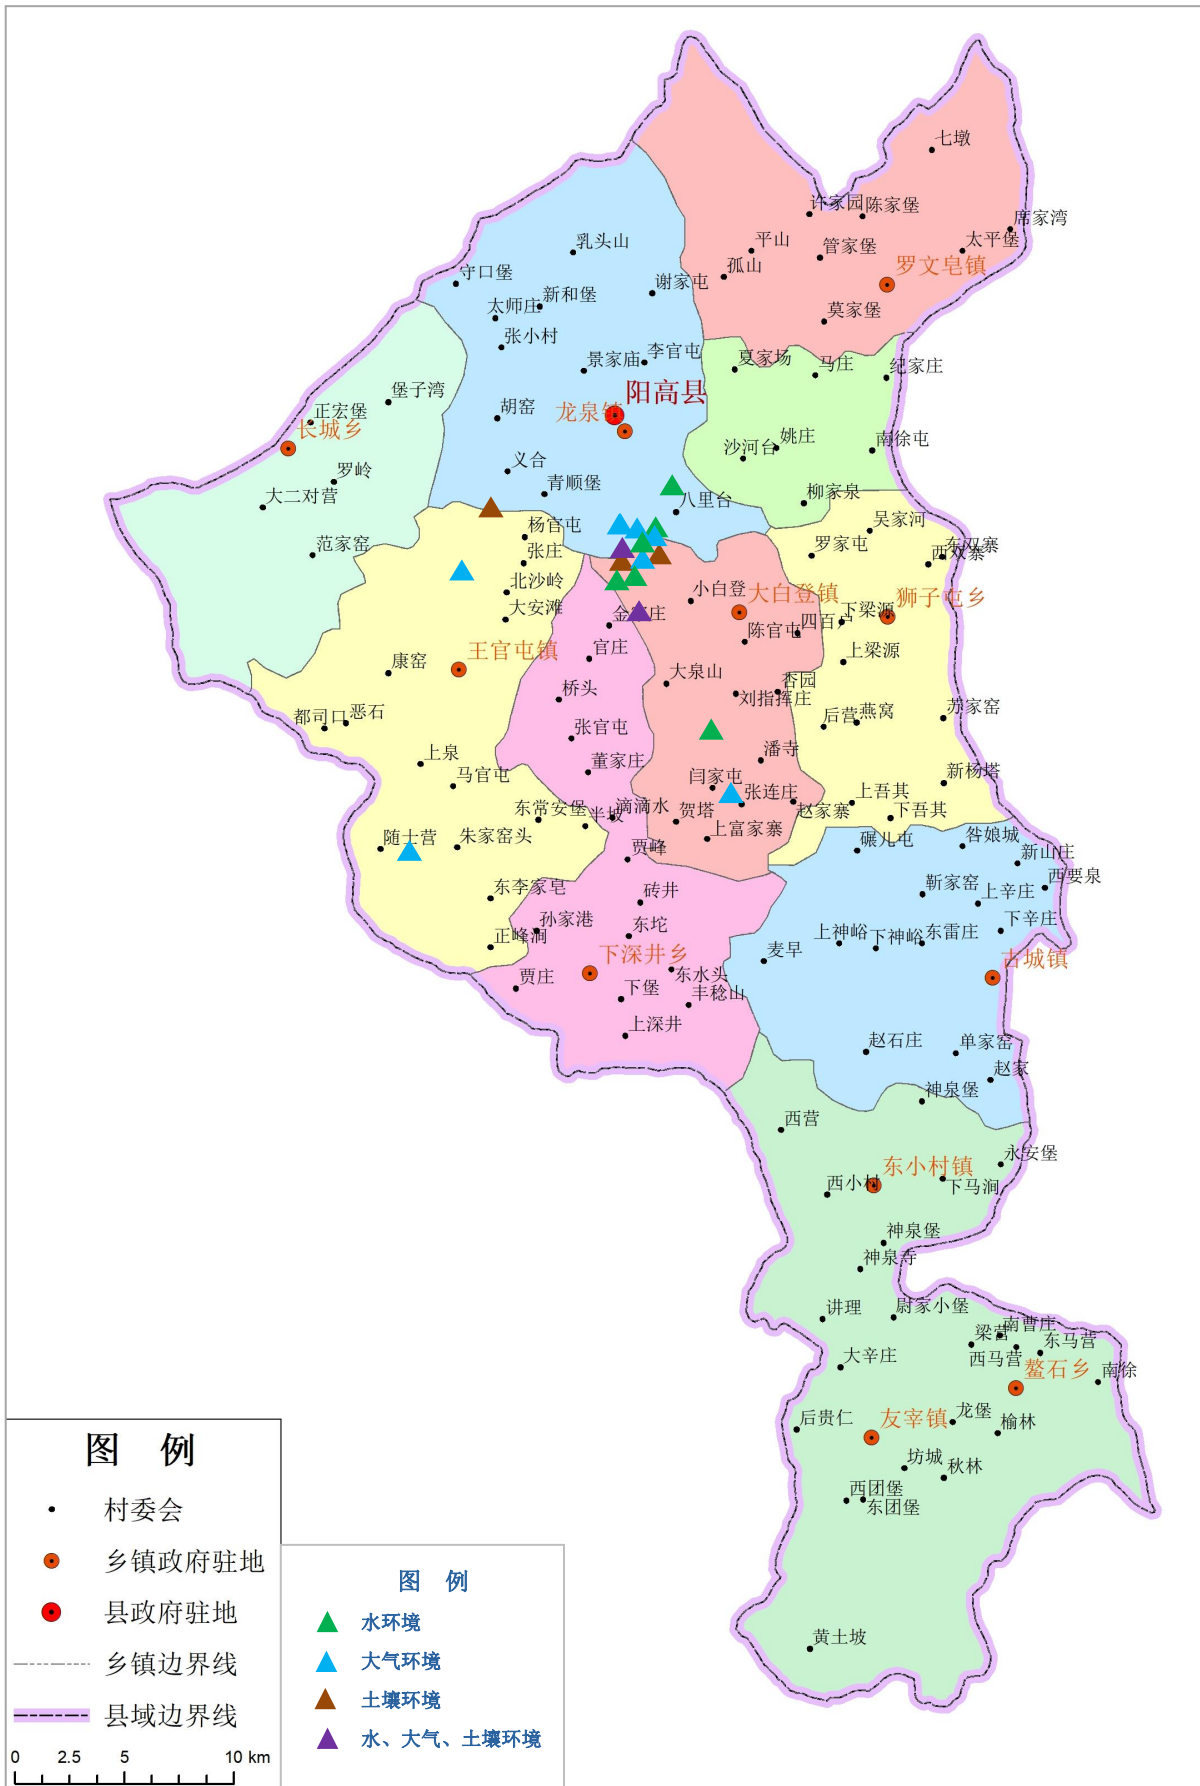 七墩
许家园
陈家堡
席家湾
平山
管家堡
太平堡
孤山
罗文皂镇
莫家堡
乳头山
守口堡
新和堡
谢家屯
太师庄
张小村
景家庙
李官屯
夏家场
马庄
纪家庄
阳高县
龙泉镇
堡子湾
正宏堡
长城乡
胡窑
沙河台
姚庄
南徐屯
罗岭
义合
大二对营
青顺堡
八里台
柳家泉
吴家河
杨官屯
范家窑
张庄
罗家屯
东双寨
西双寨
北沙岭
大安滩
小白登
大白登镇
狮子屯乡
下梁源
陈官屯
官庄
王官屯镇
康窑
上梁源
大泉山
杏园
刘指挥庄
桥头
都司口
恶石
后营
燕窝
苏家窑
张官屯
上泉
马官屯
董家庄
潘寺
新杨塔
闫家屯
张连庄
东常安堡
半坡
滴滴水
贺塔
赵家寨
上吾其
下吾其
随士营
朱家窑头
上富家寨
碾儿屯
昝娘城
贾峰
新山庄
东李家皂
砖井
靳家窑
上辛庄
西要泉
孙家港
东坨
正峰涧
上神峪
下神峪
东雷庄
下辛庄
下深井乡
麦早
古城镇
贾庄
东水头
下堡
丰稔山
上深井
赵石庄
单家窑
赵家
神泉堡
西营
永安堡
东小村镇
西小村
下马涧
神泉堡
神泉寺
讲理
尉家小堡
南曹庄
梁营
东马营
西马营
大辛庄
鳌石乡
南徐
后贵仁
友宰镇
龙堡
榆林
坊城
秋林
西团堡
东团堡
黄土坡
图 例
村委会
乡镇政府驻地
县政府驻地
乡镇边界线
县域边界线
0 2.5 5 10 km
图 例
水环境
大气环境
土壤环境
水、大气、土壤环境